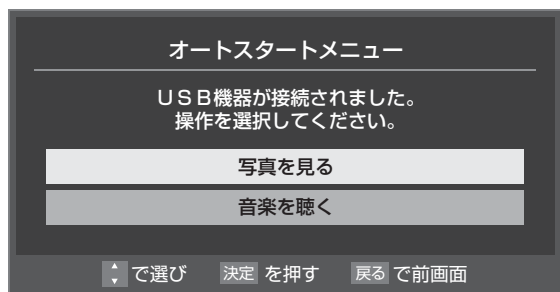 オートスタートメニュー
ＵＳＢ機器が接続されました。
操作を選択してください。
写真を見る
音楽を聴く
で選び 決定 を押す 戻る で前画面